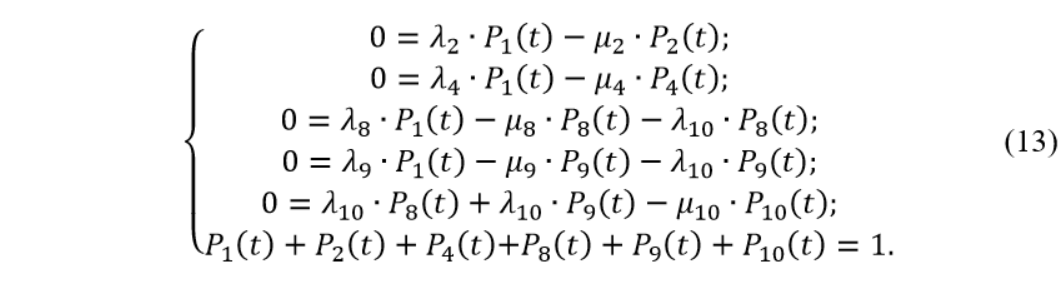 0 = λ₂ · P₁(t) − μ₂ · P₂(t);
0 = λ₄ · P₁(t) − μ₄ · P₄(t);
0 = λ₈ · P₁(t) − μ₈ · P₈(t) − λ₁₀ · P₈(t);
0 = λ₉ · P₁(t) − μ₉ · P₉(t) − λ₁₀ · P₉(t);
0 = λ₁₀ · P₈(t) + λ₁₀ · P₉(t) − μ₁₀ · P₁₀(t);
P₁(t) + P₂(t) + P₄(t)+P₈(t) + P₉(t) + P₁₀(t) = 1.
(13)